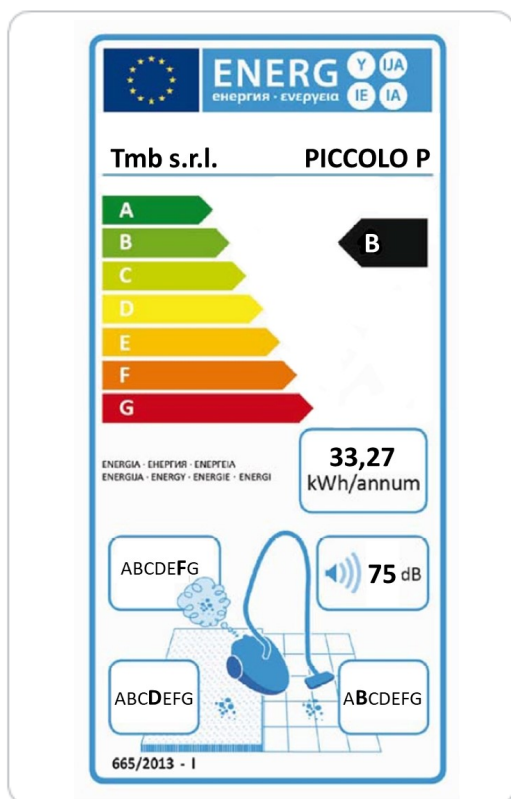 ENERG Y IJA
енергия · ενεργεια IE IA
Tmb s.r.l. PICCOLO P
A
B B
C
D
E
F
G
ENERGIA · ЕНЕРГИЯ · ΕΝΕΡΓΕΙΑ
ENERGIJA · ENERGY · ENERGIE · ENERGI
33,27
kWh/annum
ABCDEFG
75 dB
ABCDEFG
ABCDEFG
665/2013 - I